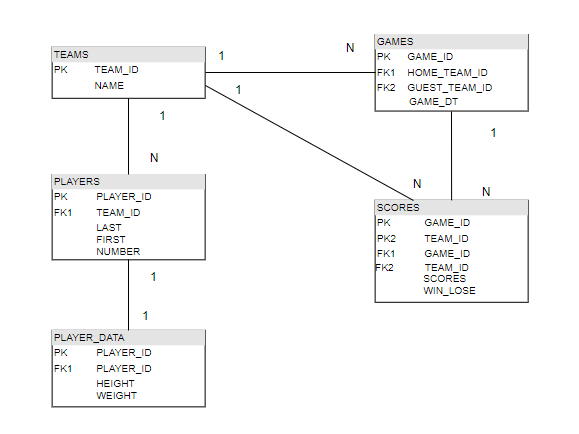 TEAMS
PK TEAM_ID
NAME
1
N
GAMES
PK GAME_ID
FK1 HOME_TEAM_ID
FK2 GUEST_TEAM_ID
GAME_DT
1
1
N
1
N
N
PLAYERS
PK PLAYER_ID
FK1 TEAM_ID
LAST
FIRST
NUMBER
SCORES
PK GAME_ID
PK2 TEAM_ID
FK1 GAME_ID
FK2 TEAM_ID
SCORES
WIN_LOSE
1
1
PLAYER_DATA
PK PLAYER_ID
FK1 PLAYER_ID
HEIGHT
WEIGHT